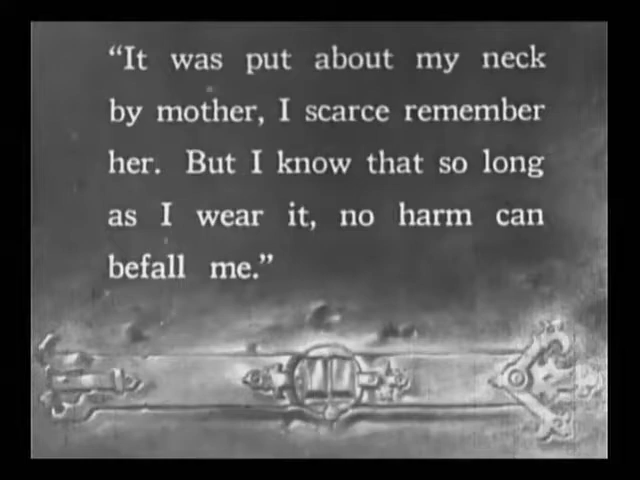 “It was put about my neck
by mother, I scarce remember
her. But I know that so long
as I wear it, no harm can
befall me.”